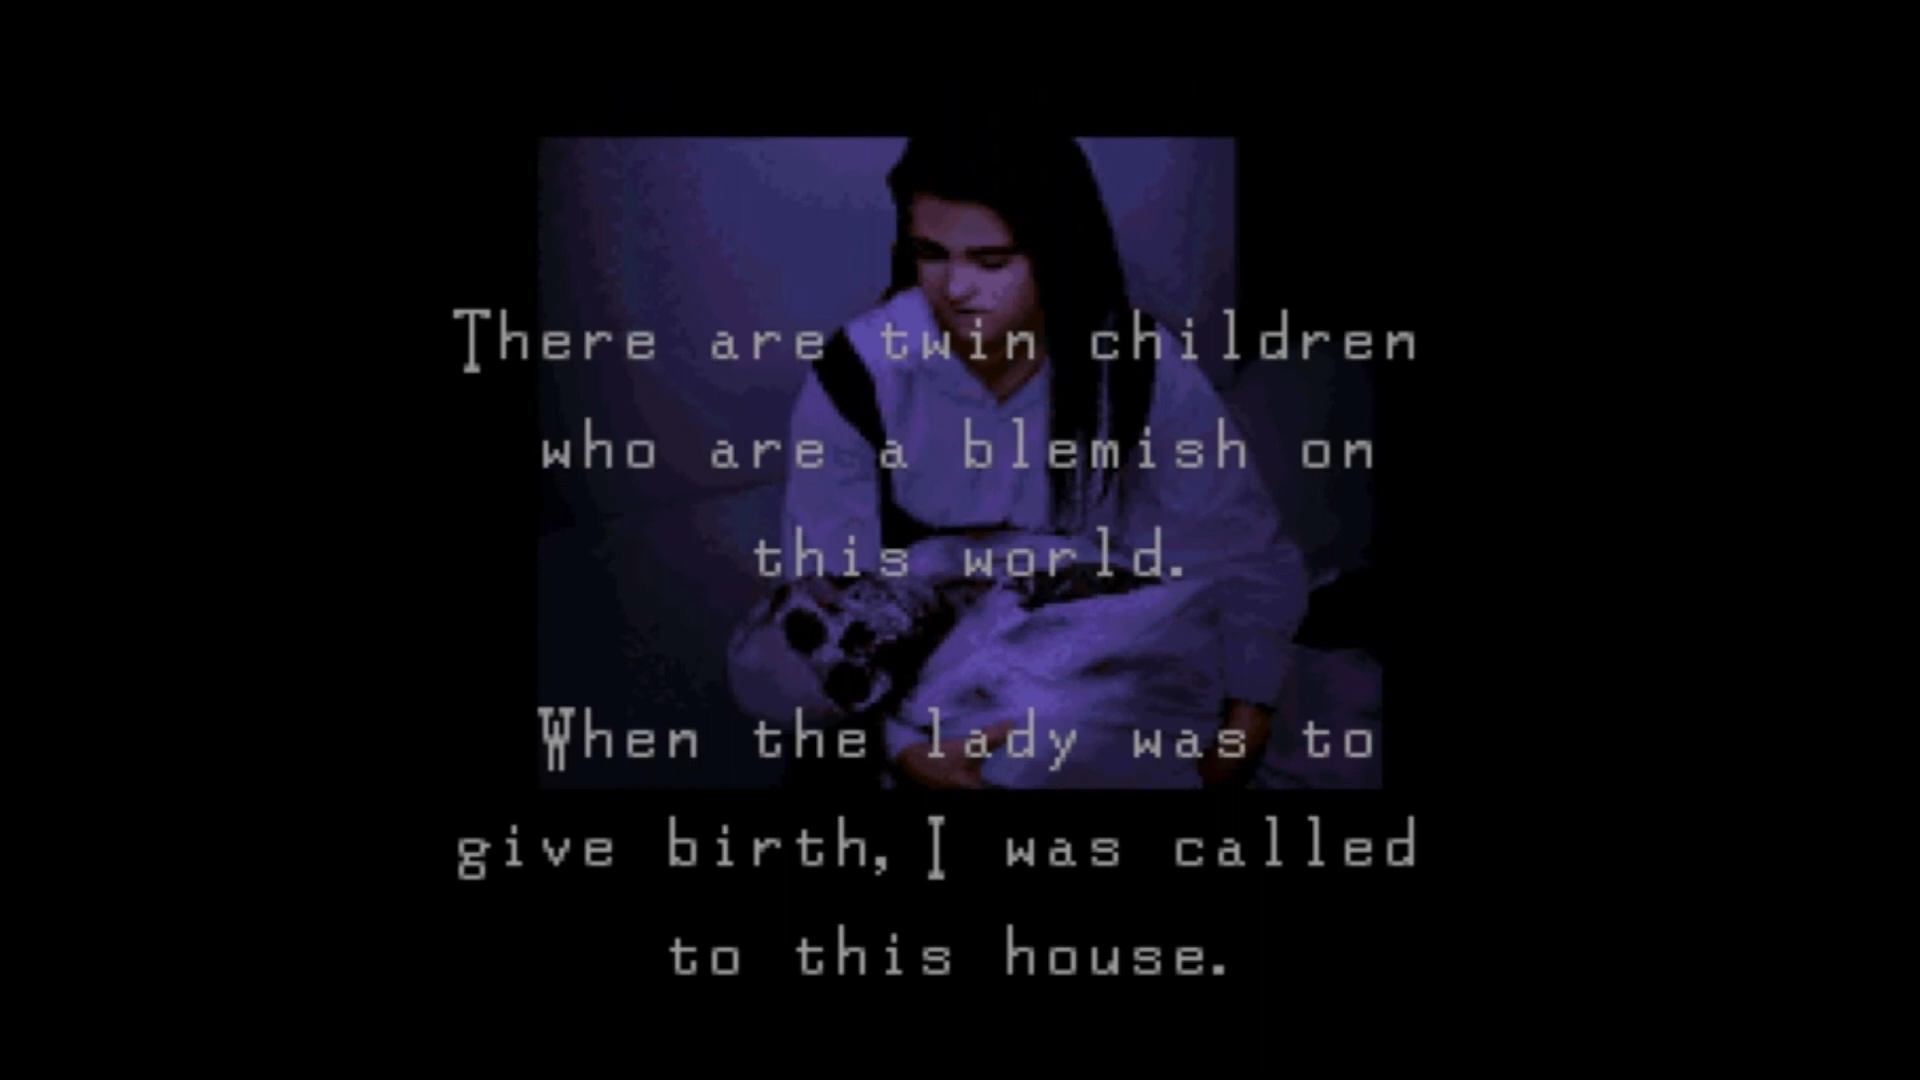 There are twin children
who are a blemish on
this world.
When the lady was to
give birth, I was called
to this house.